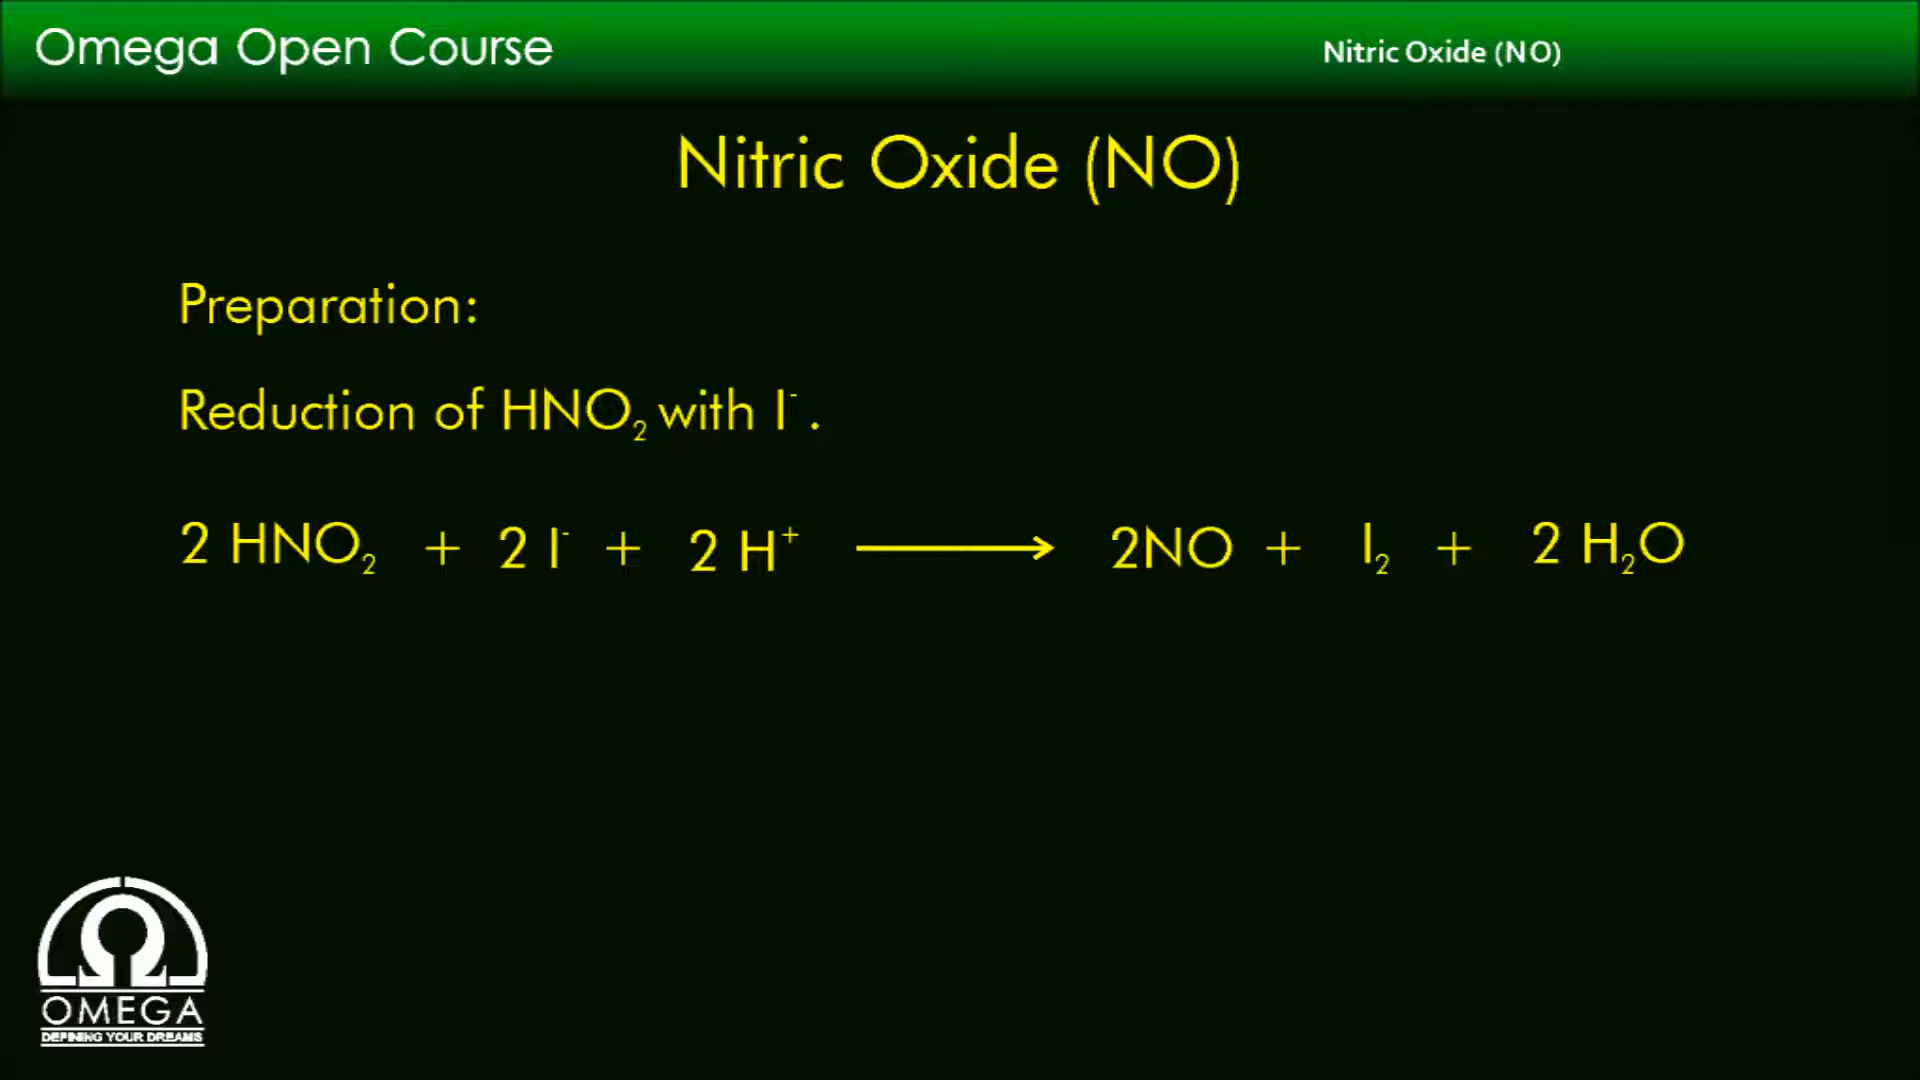 Omega Open Course
Nitric Oxide (NO)
Nitric Oxide (NO)
Preparation:
Reduction of HNO₂ with I⁻ .
2 HNO₂ + 2 I⁻ + 2 H⁺ ⟶ 2NO + I₂ + 2 H₂O
OMEGA
DEFINING YOUR DREAMS